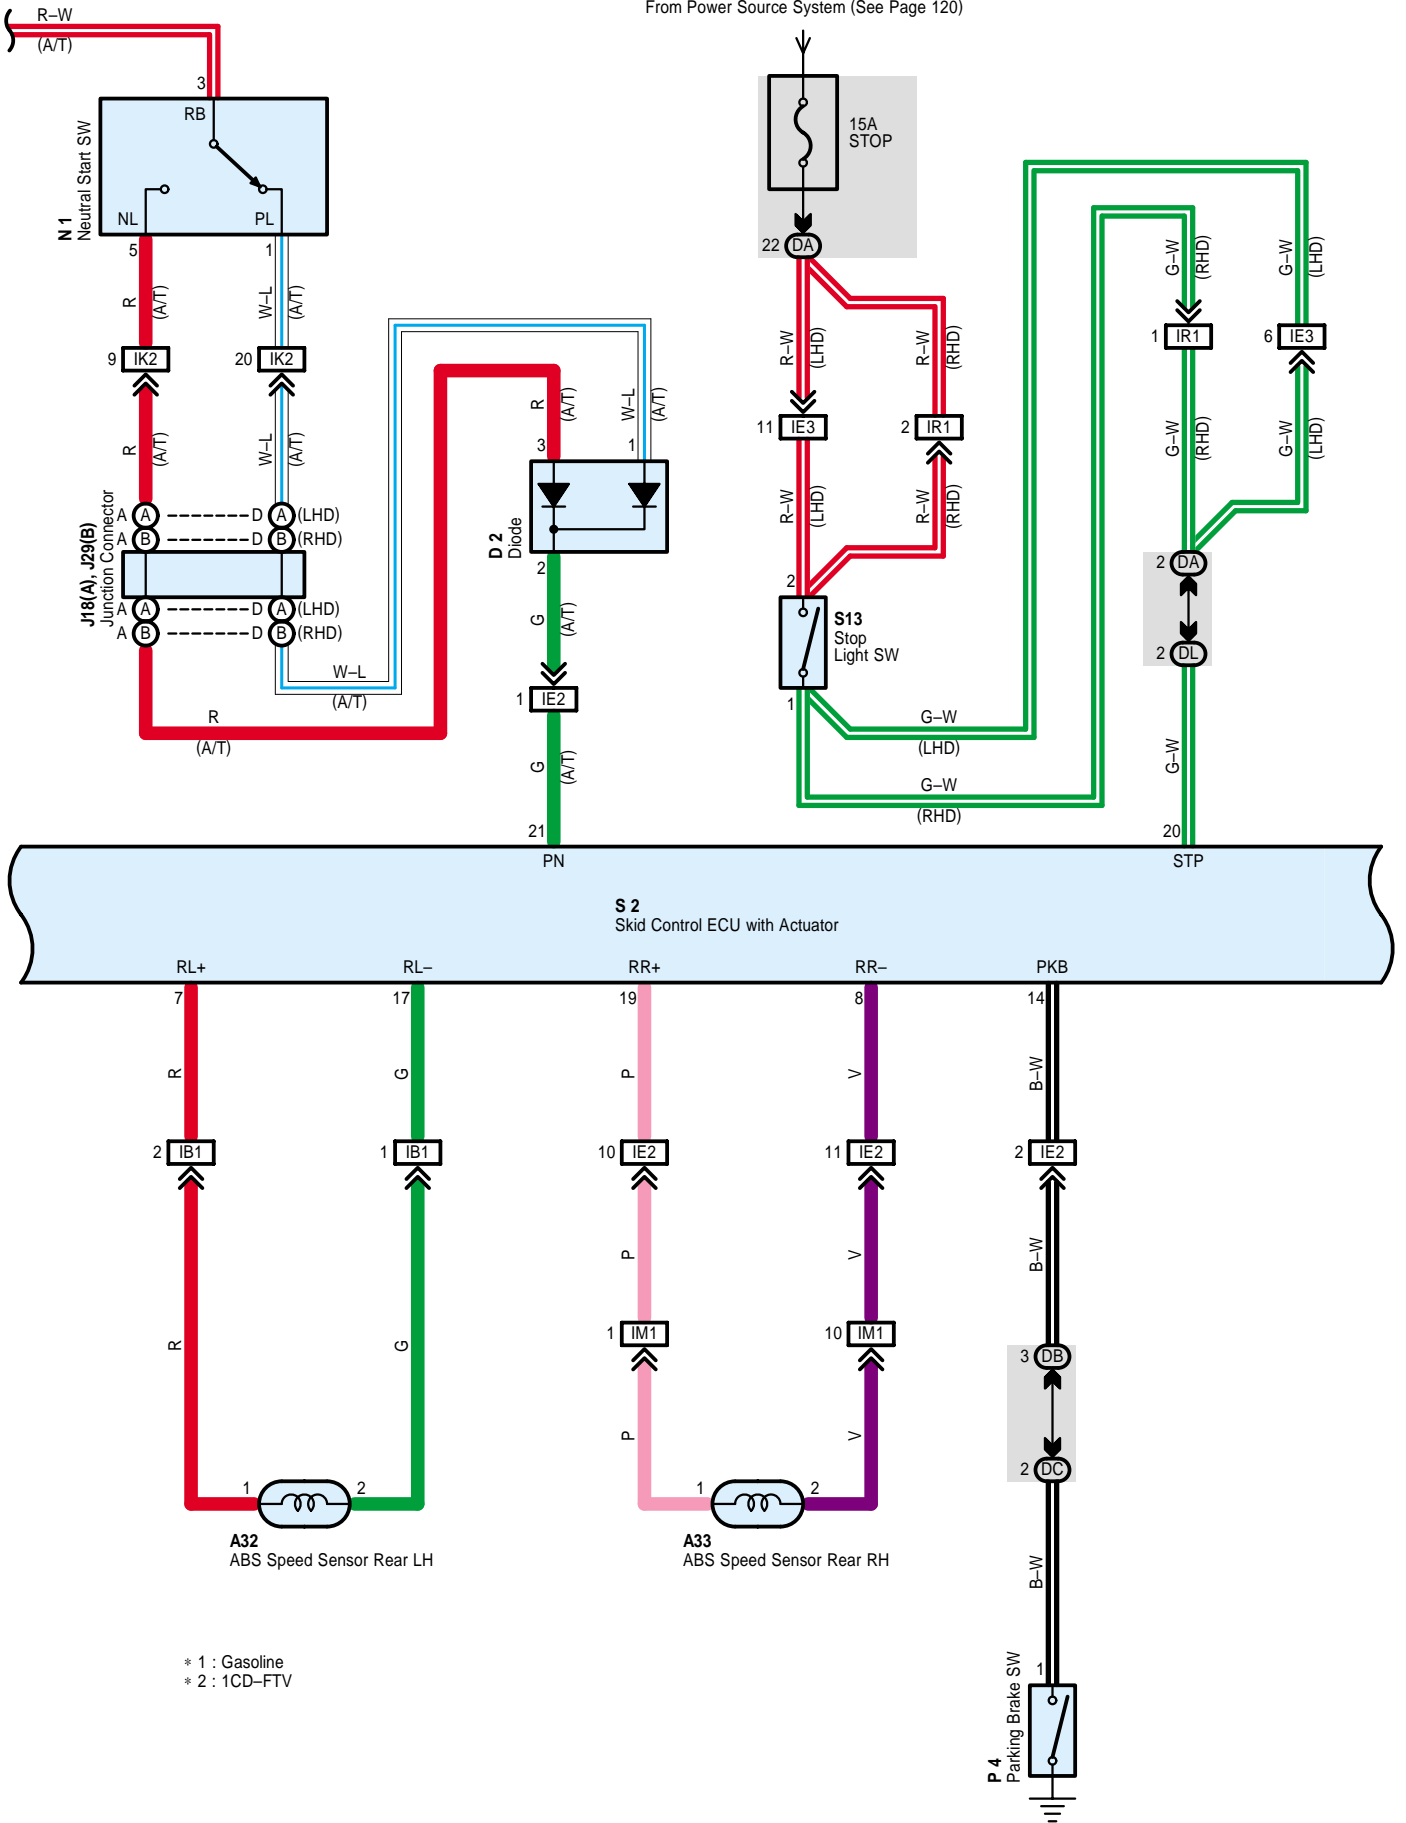 From Power Source System (See Page 120)
R–W
(A/T)
3
RB
NL
PL
N 1
Neutral Start SW
5
1
R
(A/T)
W–L
(A/T)
9 IK2
20 IK2
R
(A/T)
W–L
(A/T)
A A D A (LHD)
A B D B (RHD)
J18(A), J29(B)
Junction Connector
A A D A (LHD)
A B D B (RHD)
W–L
(A/T)
R
(A/T)
R
(A/T)
W–L
(A/T)
3
1
D 2
Diode
2
G
(A/T)
1 IE2
G
(A/T)
21
15A
STOP
22 DA
R–W
(LHD)
R–W
(RHD)
11 IE3
2 IR1
R–W
(LHD)
R–W
(RHD)
2
S13
Stop
Light SW
1
G–W
(LHD)
G–W
(RHD)
G–W
(RHD)
G–W
(LHD)
1 IR1
6 IE3
G–W
(RHD)
G–W
(LHD)
2 DA
2 DL
G–W
20
PN
STP
S 2
Skid Control ECU with Actuator
RL+
RL–
RR+
RR–
PKB
7
17
19
8
14
R
G
P
V
B–W
2 IB1
1 IB1
10 IE2
11 IE2
2 IE2
P
V
B–W
1 IM1
10 IM1
R
G
3 DB
P
V
2 DC
1
2
1
2
A32
ABS Speed Sensor Rear LH
A33
ABS Speed Sensor Rear RH
B–W
1
P 4
Parking Brake SW
* 1 : Gasoline
* 2 : 1CD–FTV